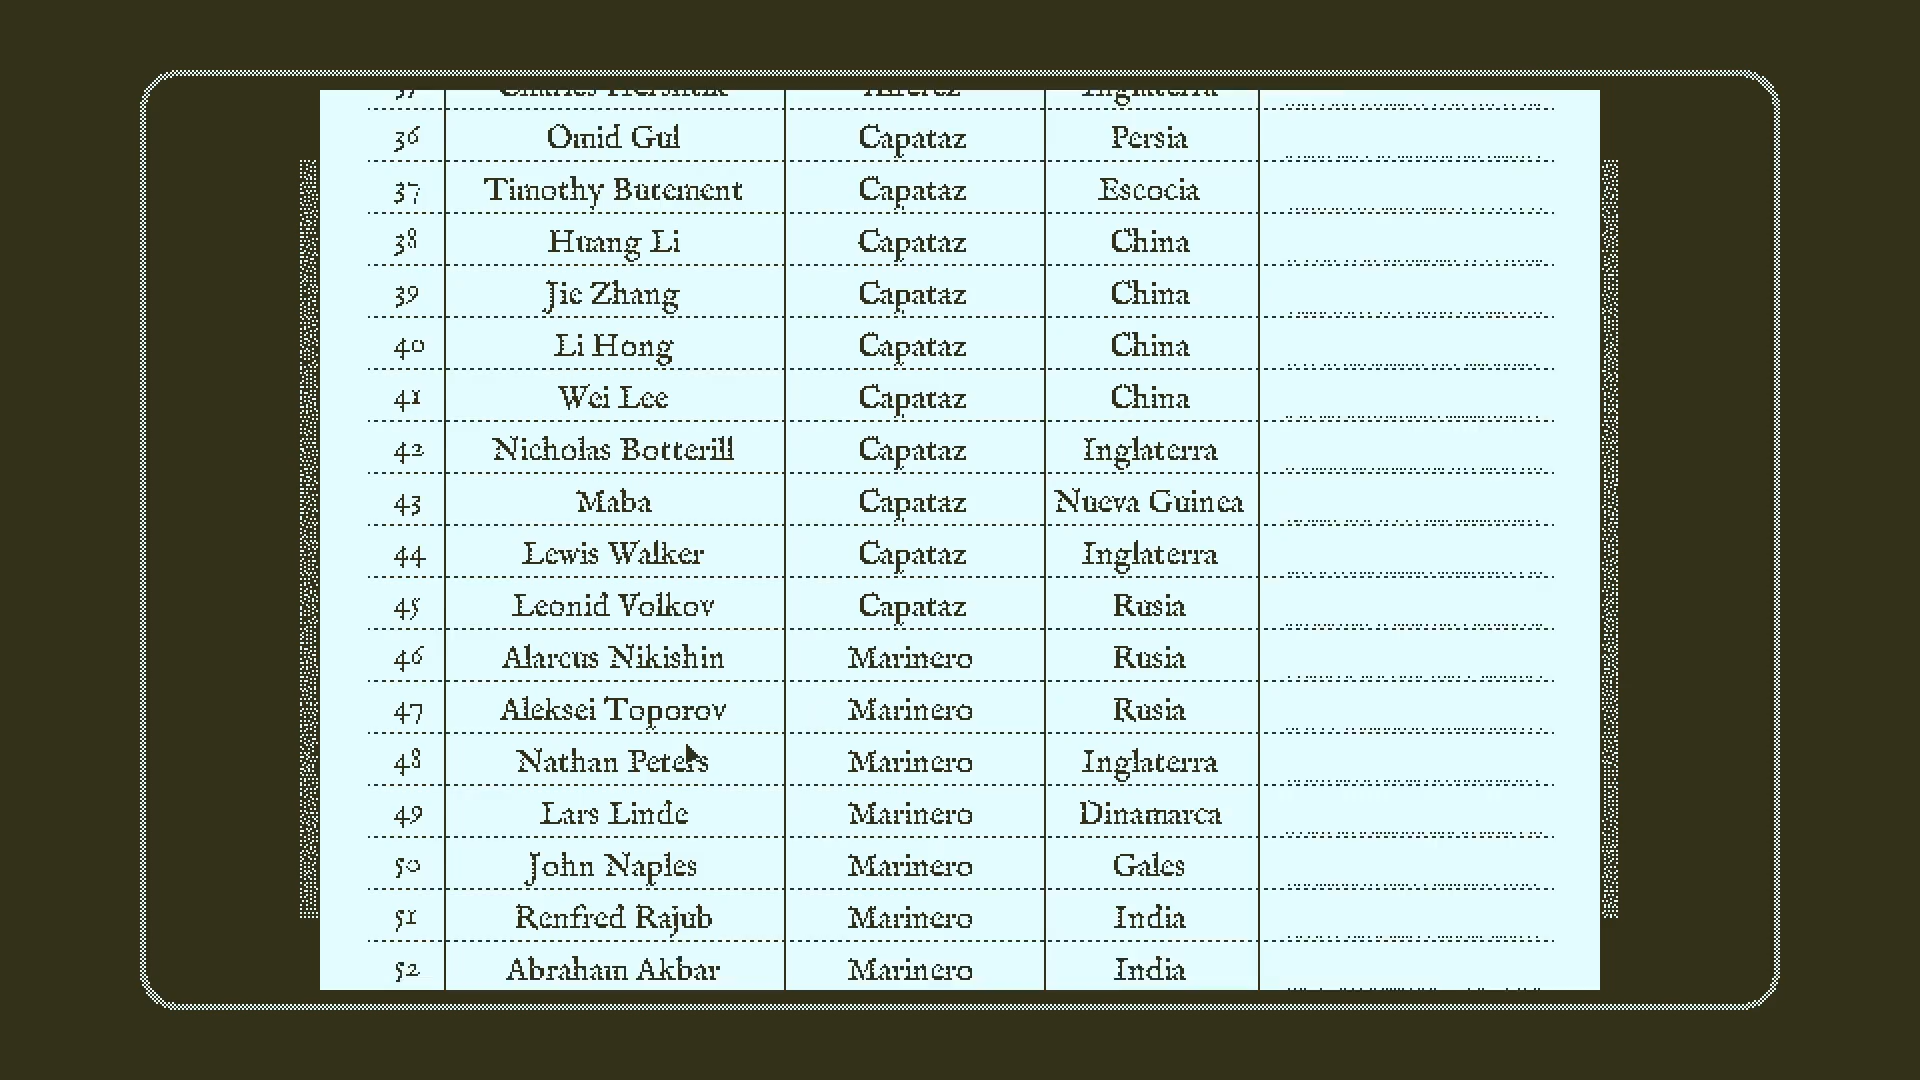 36 Omid Gul Capataz Persia
37 Timothy Butement Capataz Escocia
38 Huang Li Capataz China
39 Jie Zhang Capataz China
40 Li Hong Capataz China
41 Wei Lee Capataz China
42 Nicholas Botterill Capataz Inglaterra
43 Maba Capataz Nueva Guinea
44 Lewis Walker Capataz Inglaterra
45 Leonid Volkov Capataz Rusia
46 Alarcus Nikishin Marinero Rusia
47 Aleksei Toporov Marinero Rusia
48 Nathan Peters Marinero Inglaterra
49 Lars Linde Marinero Dinamarca
50 John Naples Marinero Gales
51 Renfred Rajub Marinero India
52 Abraham Akbar Marinero India